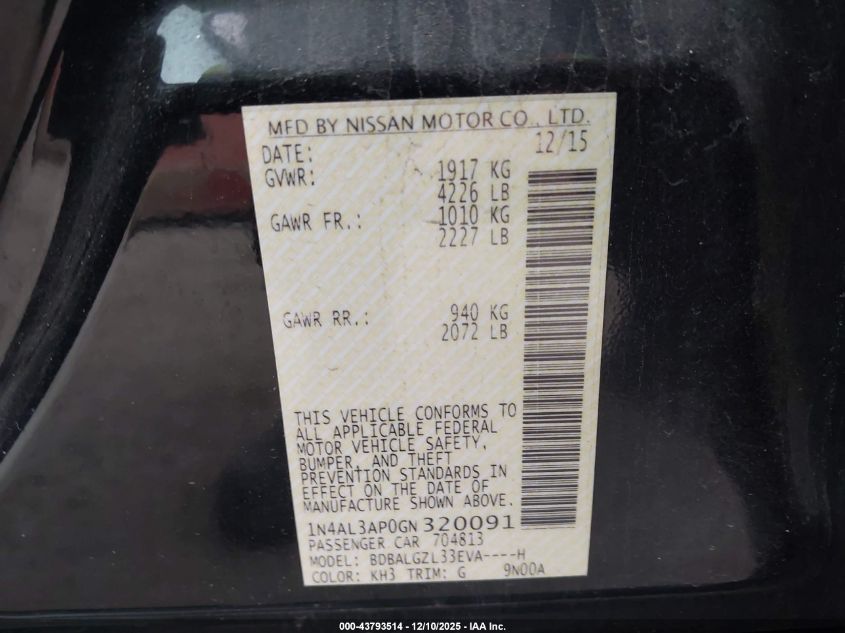 MFD BY NISSAN MOTOR CO., LTD.
DATE: 12/15
GVWR: 1917 KG
4226 LB
GAWR FR.: 1010 KG
2227 LB
GAWR RR.: 940 KG
2072 LB
THIS VEHICLE CONFORMS TO
ALL APPLICABLE FEDERAL
MOTOR VEHICLE SAFETY,
BUMPER, AND THEFT
PREVENTION STANDARDS IN
EFFECT ON THE DATE OF
MANUFACTURE SHOWN ABOVE.
1N4AL3AP0GN320091
PASSENGER CAR 704813
MODEL: BDBALGZL33EVA----H
COLOR: KH3 TRIM: G 9N00A
000-43793514 - 12/10/2025 - IAA Inc.